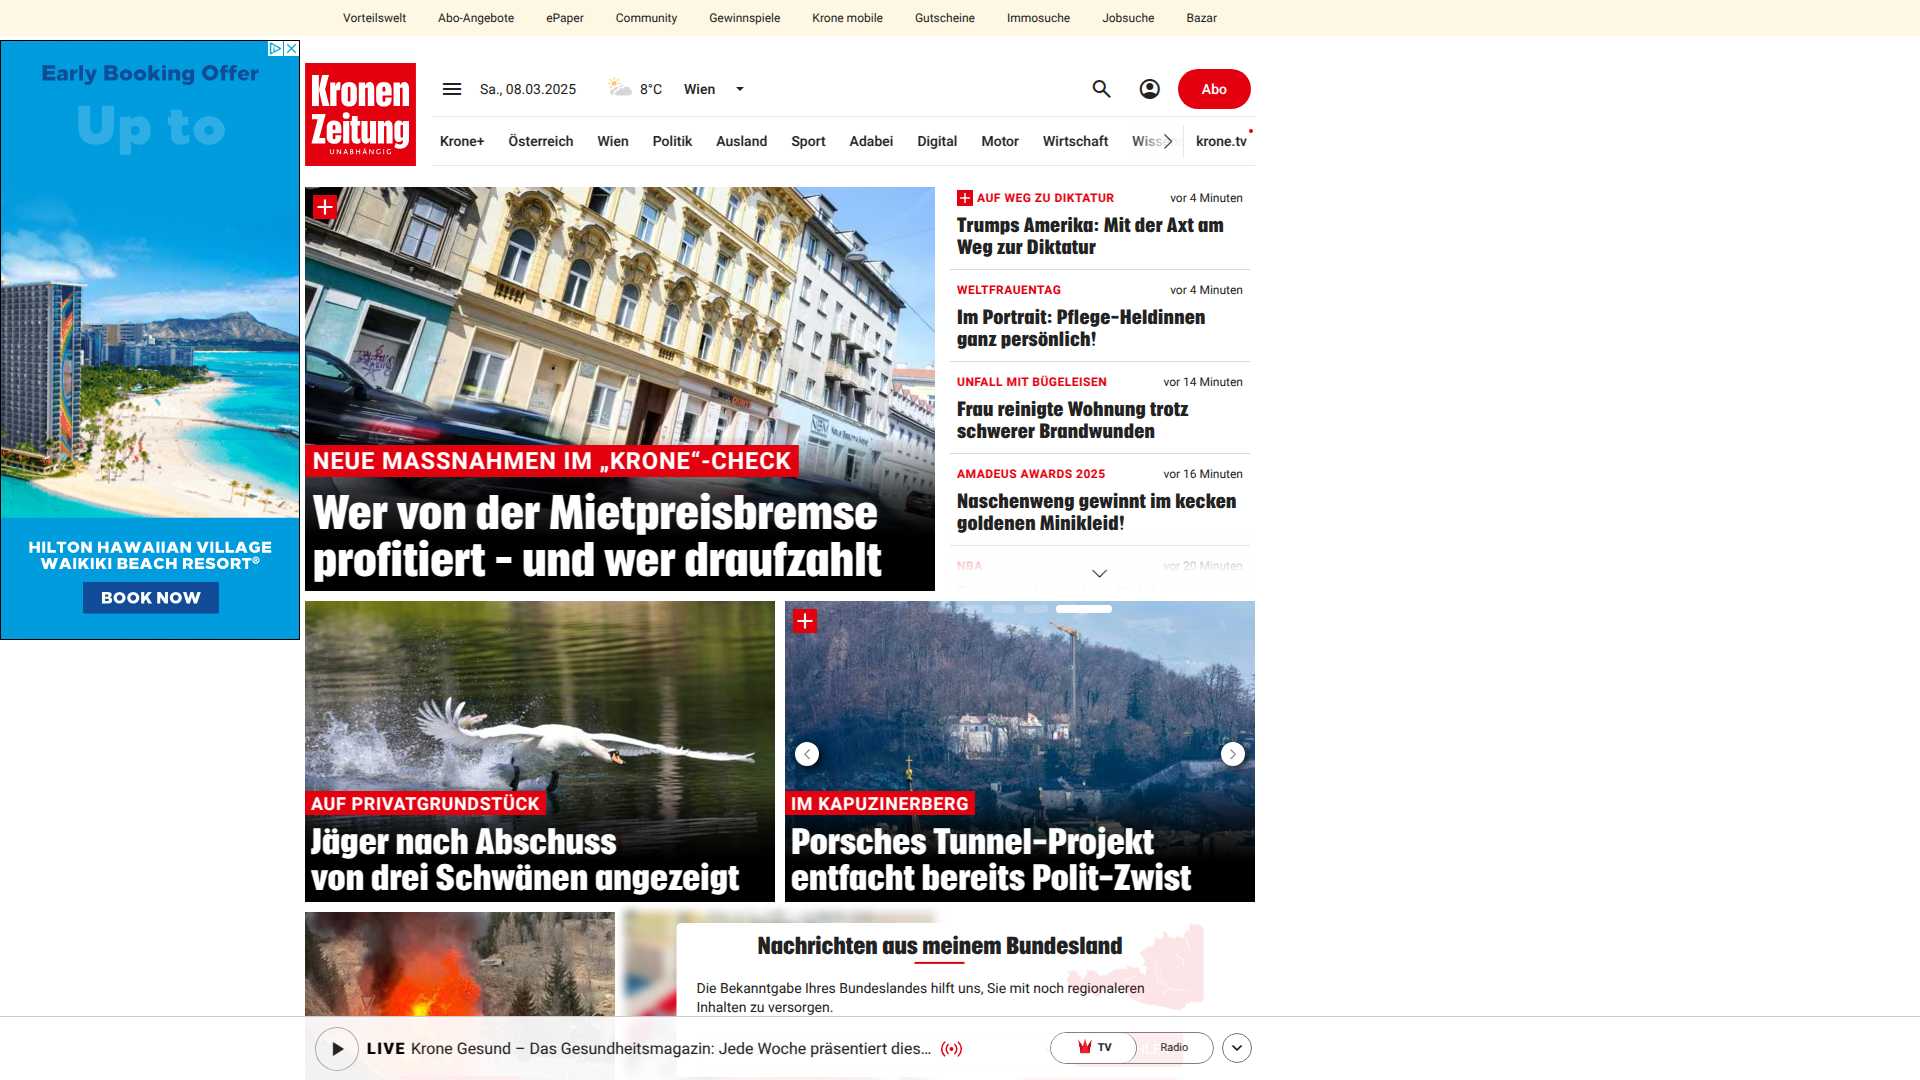 Vorteilswelt Abo-Angebote ePaper Community Gewinnspiele Krone mobile Gutscheine Immosuche Jobsuche Bazar
Early Booking Offer
Up to
HILTON HAWAIIAN VILLAGE
WAIKIKI BEACH RESORT®
BOOK NOW
Kronen
Zeitung
UNABHÄNGIG
Sa., 08.03.2025 8°C Wien
Abo
Krone+ Österreich Wien Politik Ausland Sport Adabei Digital Motor Wirtschaft krone.tv
NEUE MASSNAHMEN IM „KRONE“-CHECK
Wer von der Mietpreisbremse
profitiert – und wer draufzahlt
AUF WEG ZU DIKTATUR vor 4 Minuten
Trumps Amerika: Mit der Axt am
Weg zur Diktatur
WELTFRAUENTAG vor 4 Minuten
Im Portrait: Pflege-Heldinnen
ganz persönlich!
UNFALL MIT BÜGELEISEN vor 14 Minuten
Frau reinigte Wohnung trotz
schwerer Brandwunden
AMADEUS AWARDS 2025 vor 16 Minuten
Naschenweng gewinnt im kecken
goldenen Minikleid!
NBA vor 20 Minuten
AUF PRIVATGRUNDSTÜCK
Jäger nach Abschuss
von drei Schwänen angezeigt
IM KAPUZINERBERG
Porsches Tunnel-Projekt
entfacht bereits Polit-Zwist
Nachrichten aus meinem Bundesland
Die Bekanntgabe Ihres Bundeslandes hilft uns, Sie mit noch regionaleren
Inhalten zu versorgen.
LIVE Krone Gesund – Das Gesundheitsmagazin: Jede Woche präsentiert dies...
TV Radio